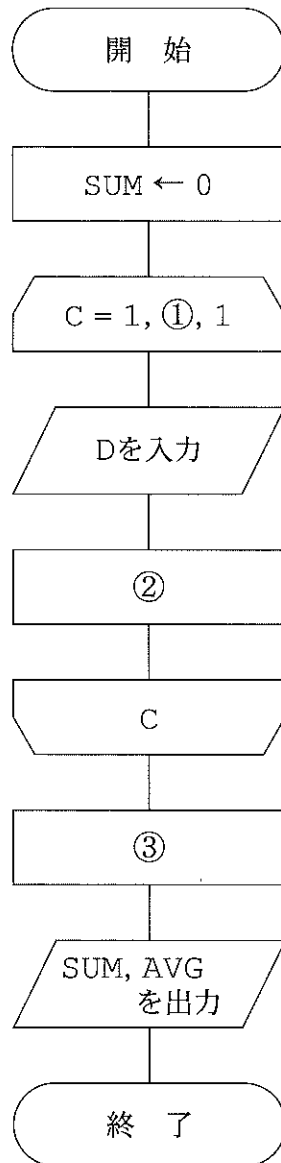 開 始
SUM ← 0
C = 1, ①, 1
Dを入力
②
C
③
SUM, AVG
を出力
終 了